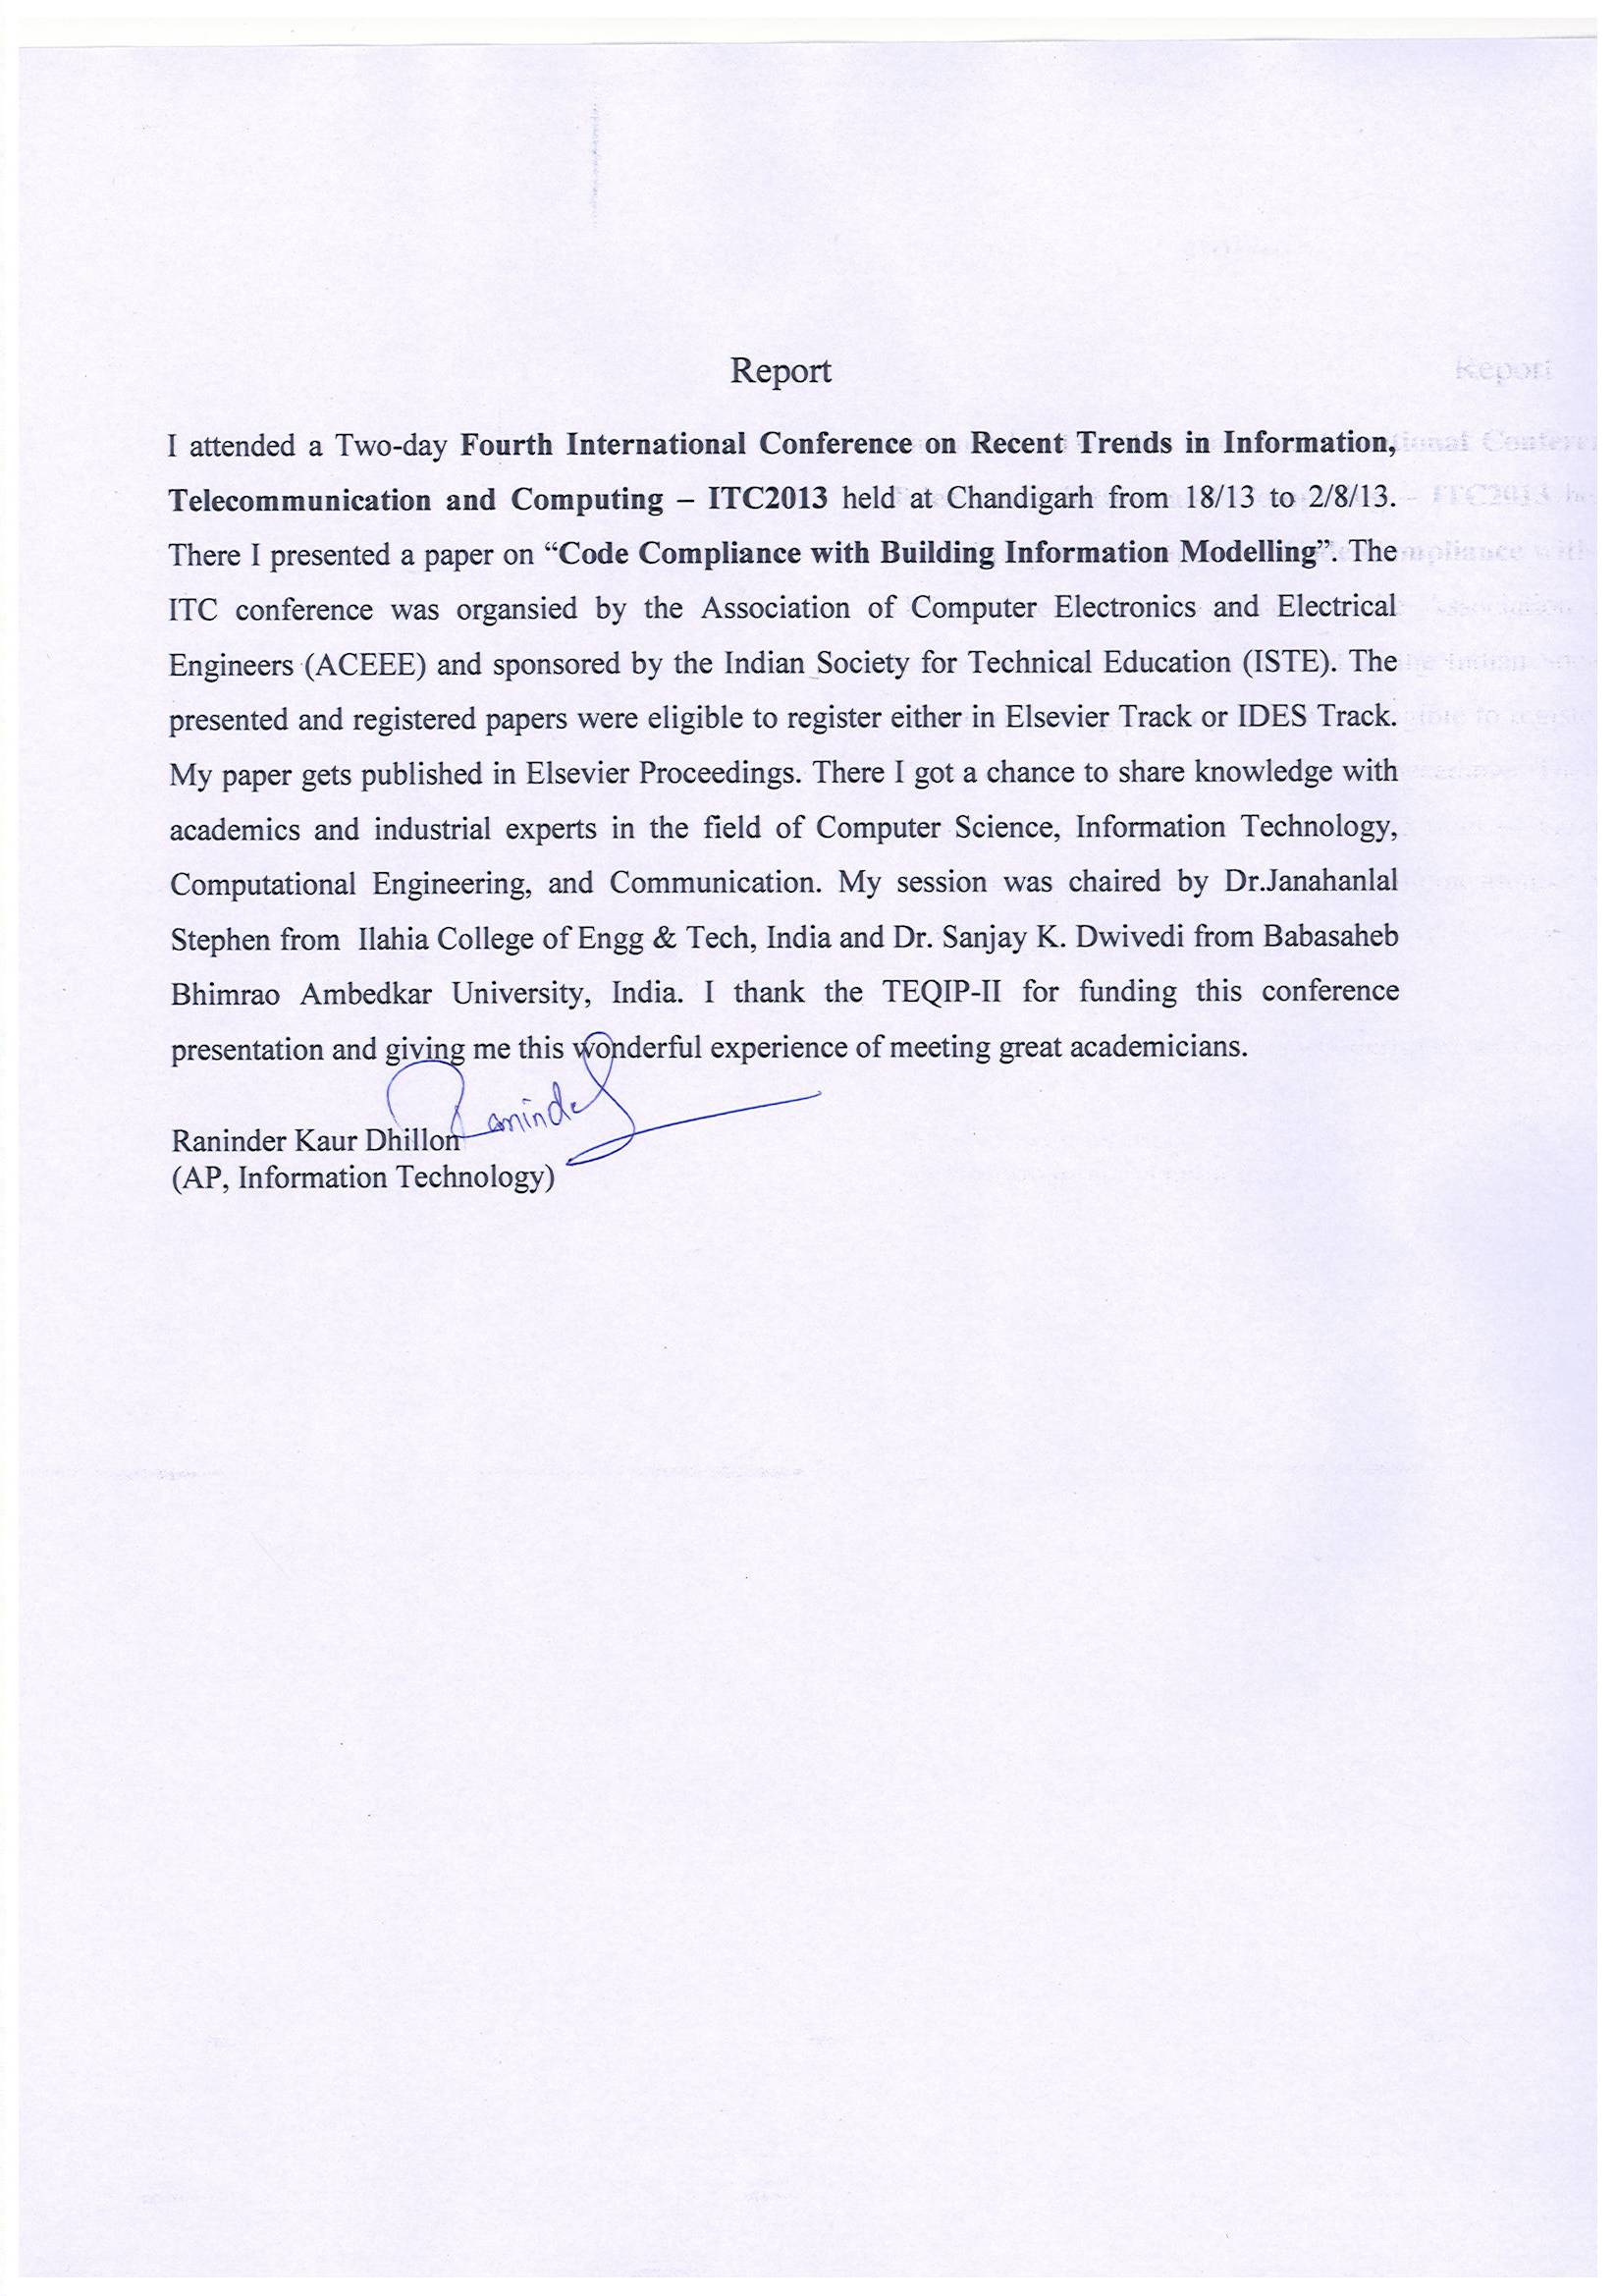 Report
I attended a Two-day Fourth International Conference on Recent Trends in Information,
Telecommunication and Computing – ITC2013 held at Chandigarh from 18/13 to 2/8/13.
There I presented a paper on “Code Compliance with Building Information Modelling”. The
ITC conference was organsied by the Association of Computer Electronics and Electrical
Engineers (ACEEE) and sponsored by the Indian Society for Technical Education (ISTE). The
presented and registered papers were eligible to register either in Elsevier Track or IDES Track.
My paper gets published in Elsevier Proceedings. There I got a chance to share knowledge with
academics and industrial experts in the field of Computer Science, Information Technology,
Computational Engineering, and Communication. My session was chaired by Dr.Janahanlal
Stephen from Ilahia College of Engg & Tech, India and Dr. Sanjay K. Dwivedi from Babasaheb
Bhimrao Ambedkar University, India. I thank the TEQIP-II for funding this conference
presentation and giving me this wonderful experience of meeting great academicians.
Raninder
Raninder Kaur Dhillon
(AP, Information Technology)